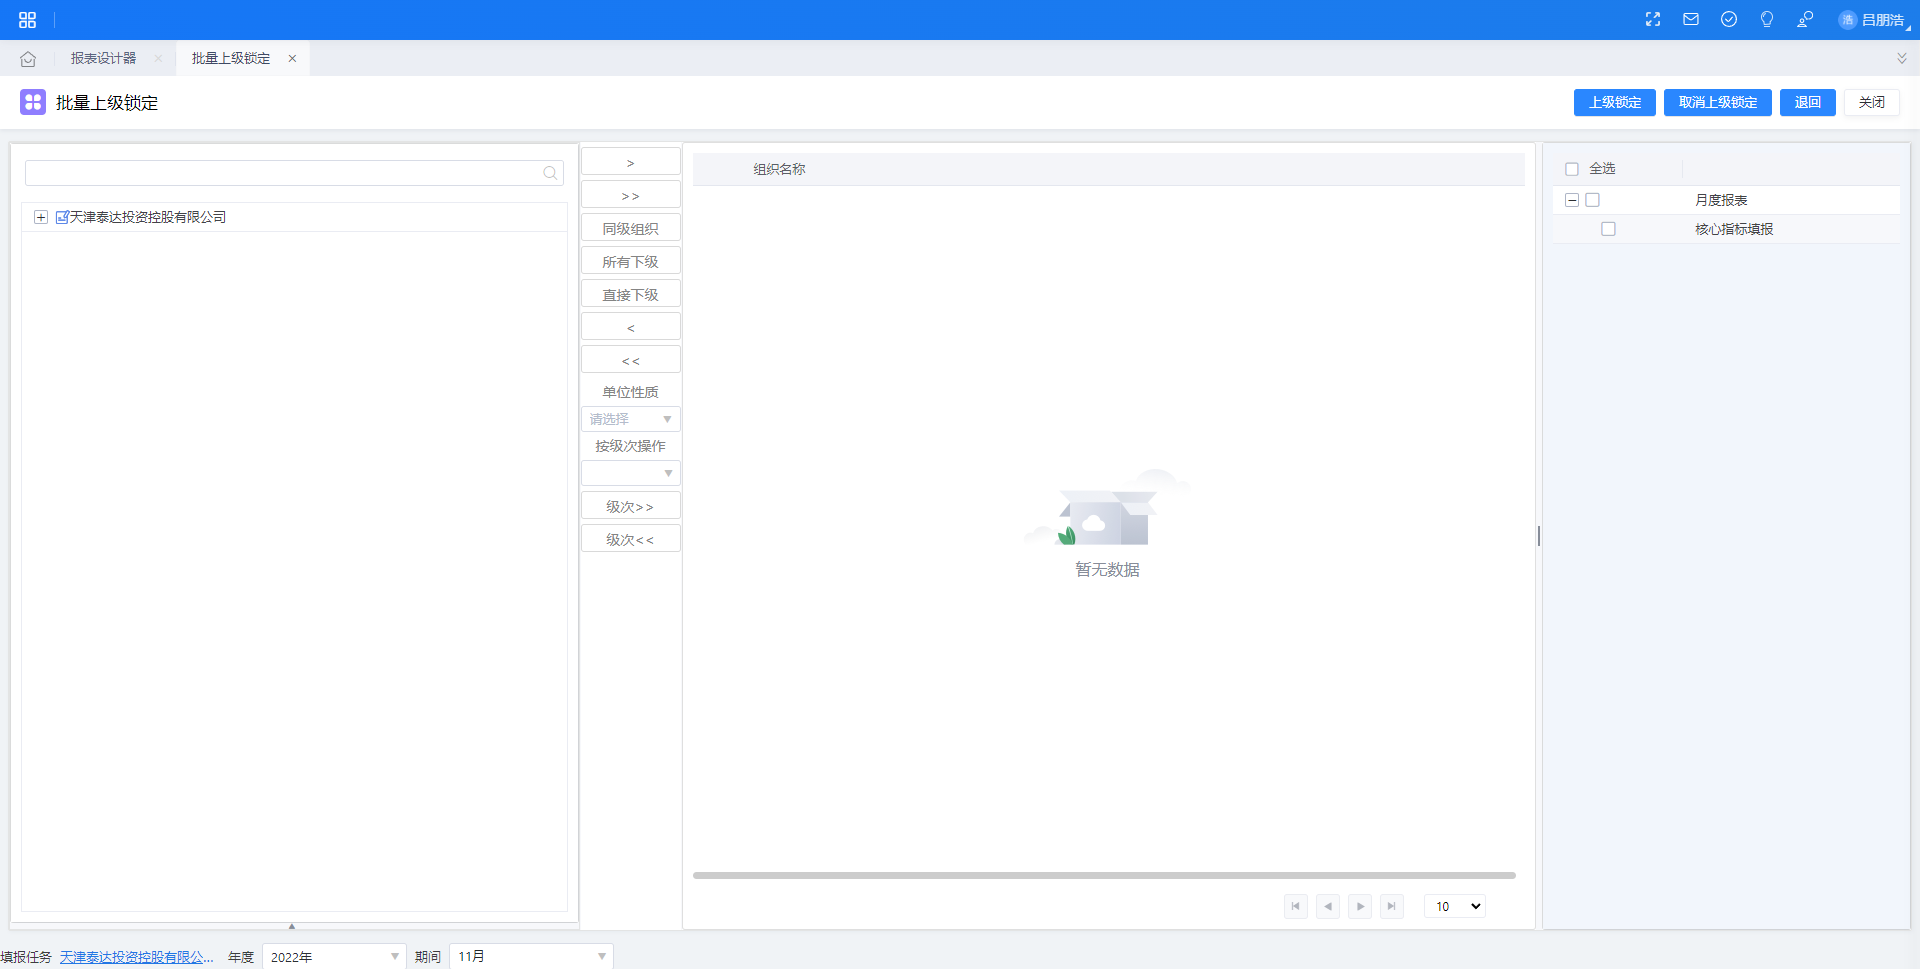 浩 吕朋浩
报表设计器 批量上级锁定
批量上级锁定
上级锁定 取消上级锁定 退回 关闭
天津泰达投资控股有限公司
>
>>
同级组织
所有下级
直接下级
<
<<
单位性质
请选择
按级次操作
级次>>
级次<<
组织名称
暂无数据
10
全选
月度报表
核心指标填报
填报任务 天津泰达投资控股有限公... 年度 2022年 期间 11月